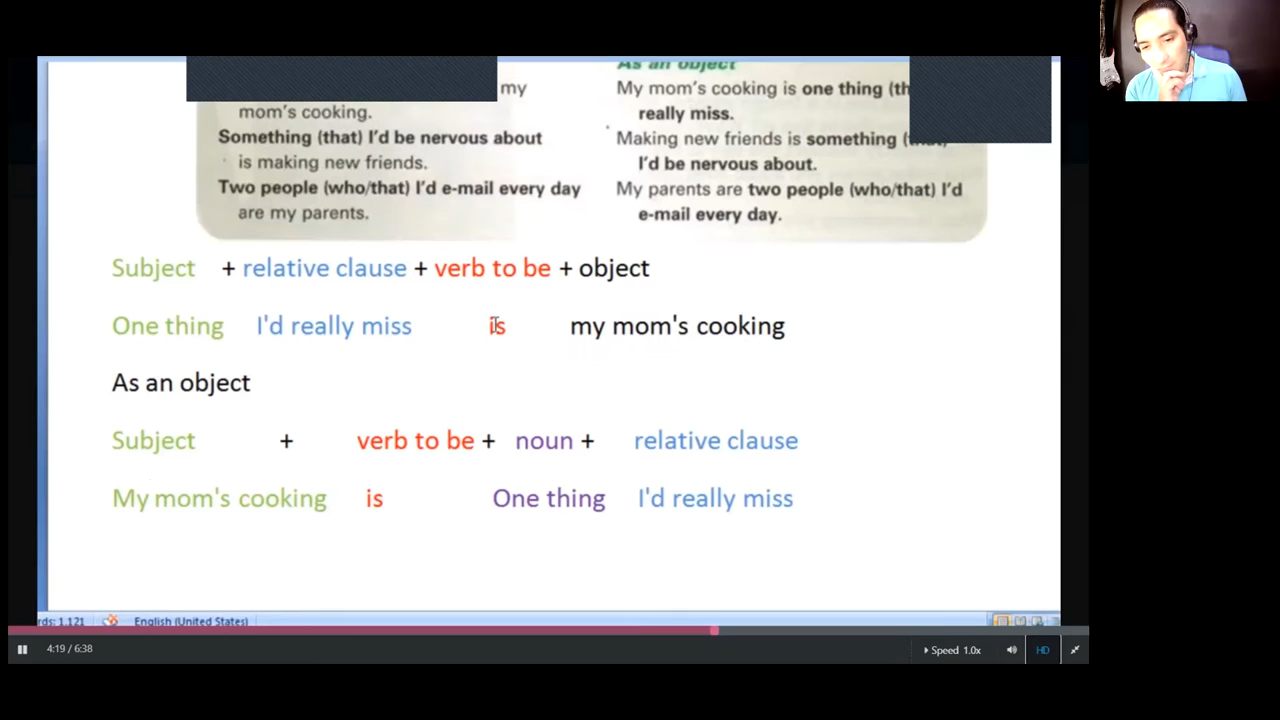 my
mom's cooking.
Something (that) I'd be nervous about
is making new friends.
Two people (who/that) I'd e-mail every day
are my parents.
As an object
My mom's cooking is one thing (th
really miss.
Making new friends is something (
I'd be nervous about.
My parents are two people (who/that) I'd
e-mail every day.
Subject + relative clause + verb to be + object
One thing I'd really miss is my mom's cooking
As an object
Subject + verb to be + noun + relative clause
My mom's cooking is One thing I'd really miss
rds: 1,121 English (United States)
4:19 / 6:38 Speed 1.0x HD